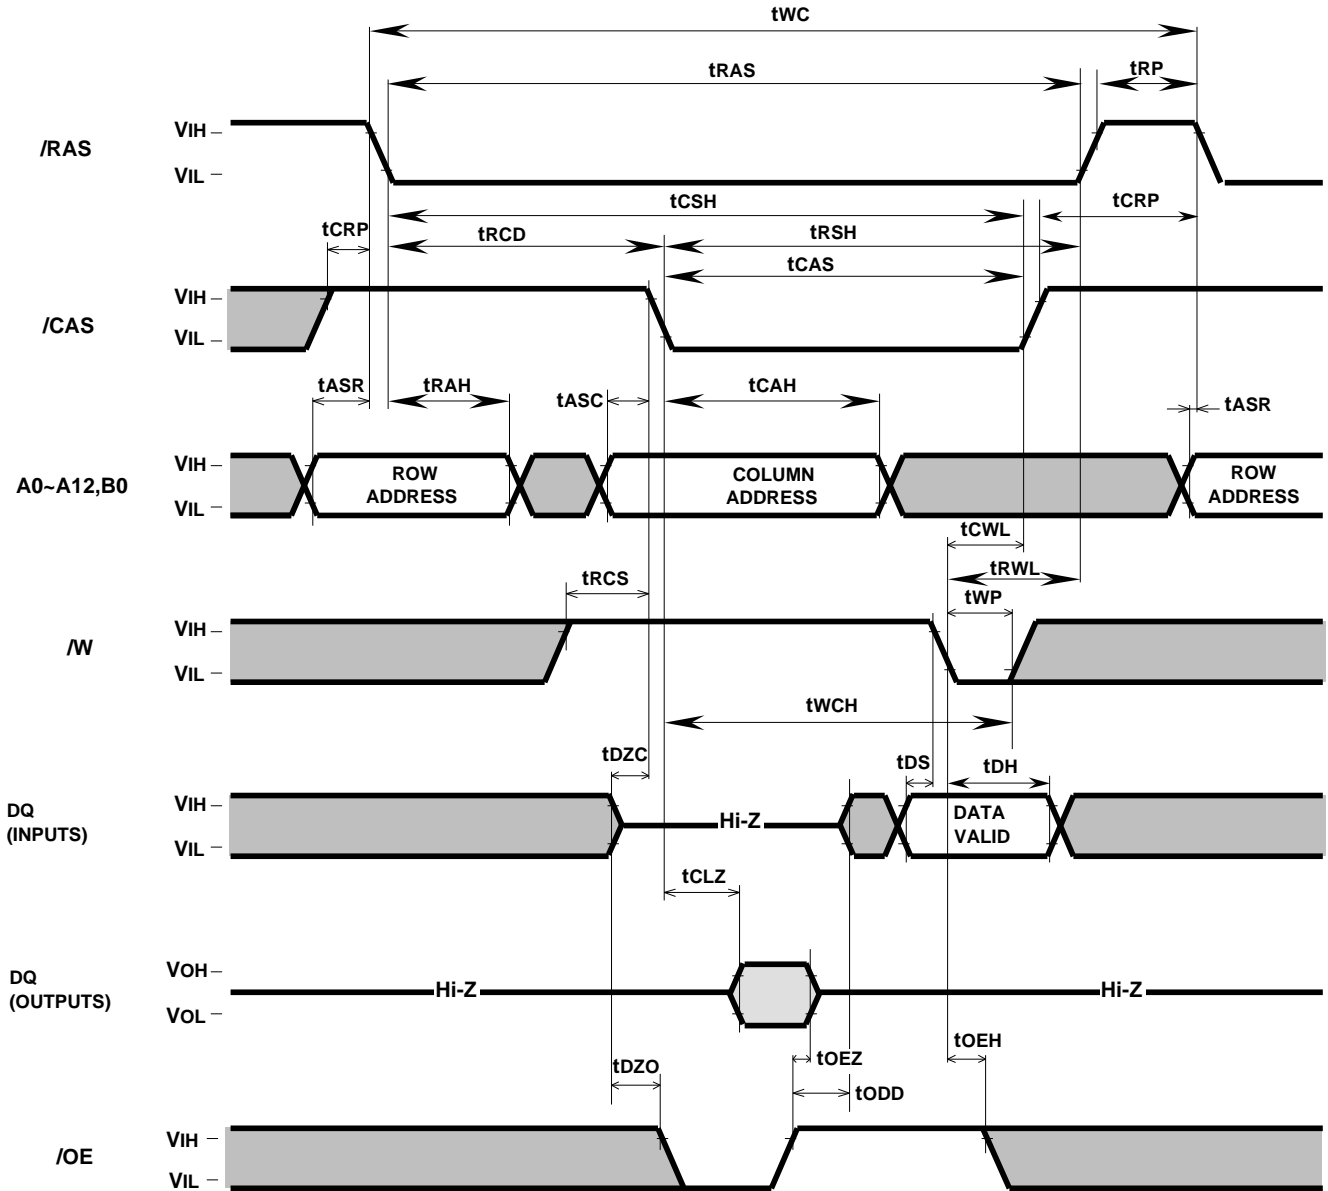 tWC
tRAS
tRP
/RAS
VIH
VIL
tCSH
tCRP
tCRP
tRCD
tRSH
tCAS
/CAS
VIH
VIL
tASR
tRAH
tASC
tCAH
tASR
A0~A12,B0
VIH
VIL
ROW
ADDRESS
COLUMN
ADDRESS
ROW
ADDRESS
tCWL
tRWL
tRCS
tWP
/W
VIH
VIL
tWCH
tDZC
tDS
tDH
DQ
(INPUTS)
VIH
VIL
Hi-Z
DATA
VALID
tCLZ
DQ
(OUTPUTS)
VOH
VOL
Hi-Z
Hi-Z
tOEH
tOEZ
tDZO
tODD
/OE
VIH
VIL